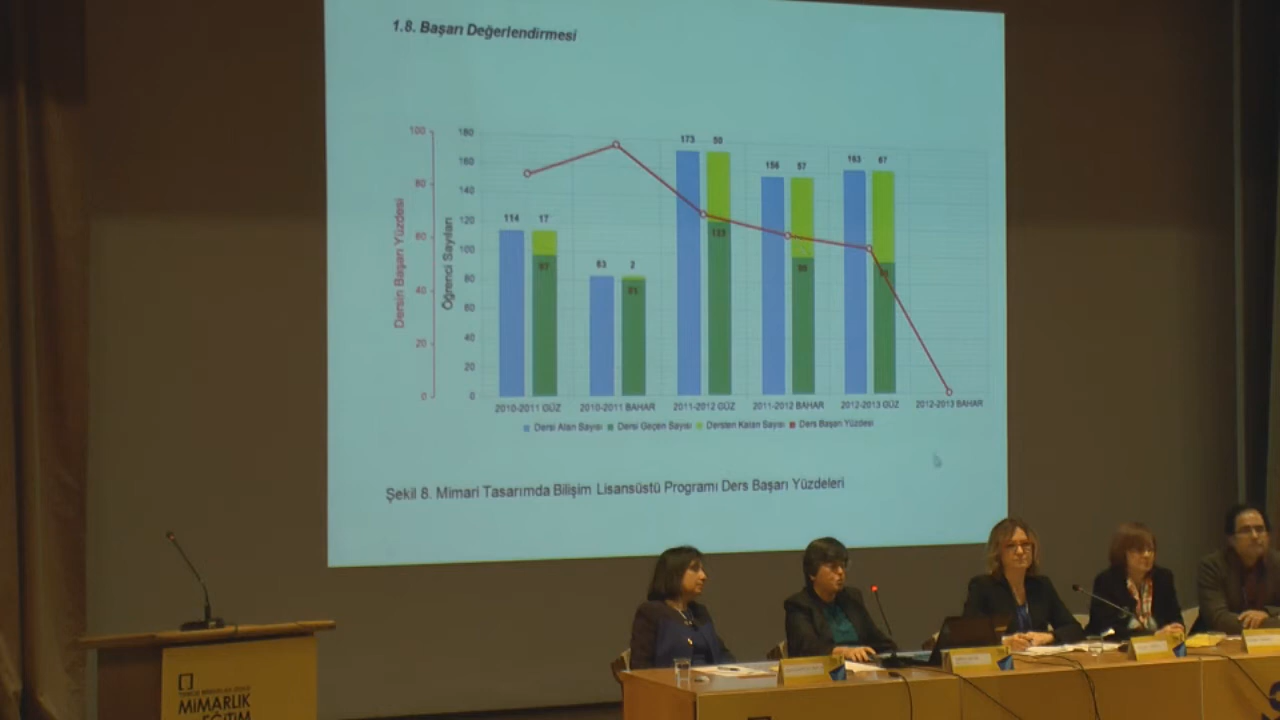 1.8. Başarı Değerlendirmesi
Dersin Başarı Yüzdesi
100
80
60
40
20
0
Öğrenci Sayıları
180
160
140
120
100
80
60
40
20
0
114 17
97
63 2
173 50
123
156 57
163 67
2010-2011 GÜZ 2010-2011 BAHAR 2011-2012 GÜZ 2011-2012 BAHAR 2012-2013 GÜZ 2012-2013 BAHAR
Dersi Alan Sayısı Dersi Geçen Sayısı Dersten Kalan Sayısı Ders Başarı Yüzdesi
Şekil 8. Mimari Tasarımda Bilişim Lisansüstü Programı Ders Başarı Yüzdeleri
MİMARLIK
EĞİTİM